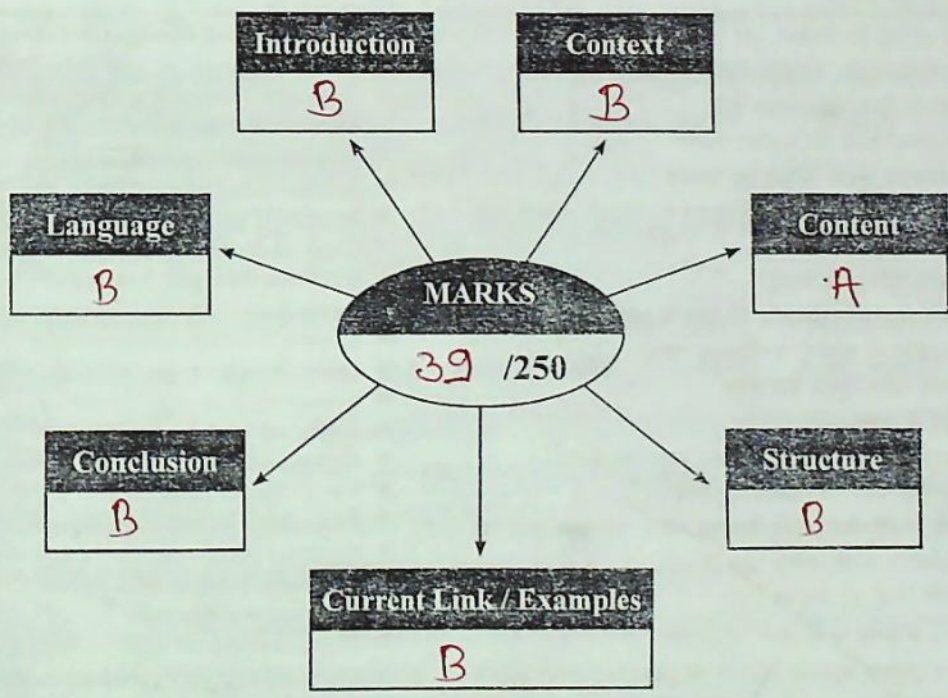 Introduction
B
Context
B
Language
B
Content
A
MARKS
39 /250
Conclusion
B
Structure
B
Current Link / Examples
B